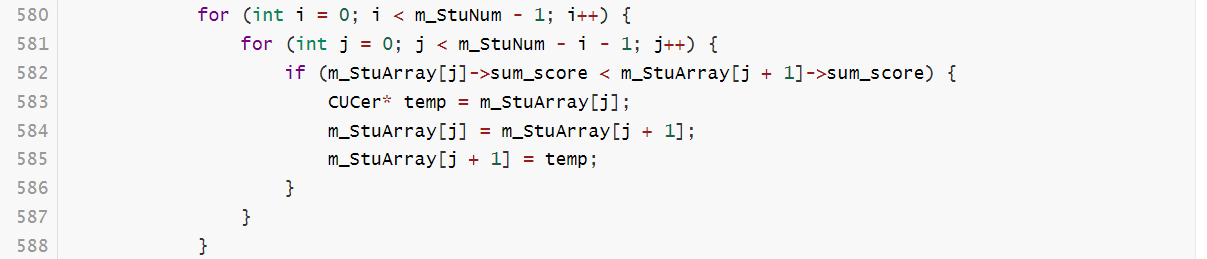 580 for (int i = 0; i < m_StuNum - 1; i++) {
581 for (int j = 0; j < m_StuNum - i - 1; j++) {
582 if (m_StuArray[j]->sum_score < m_StuArray[j + 1]->sum_score) {
583 CUCer* temp = m_StuArray[j];
584 m_StuArray[j] = m_StuArray[j + 1];
585 m_StuArray[j + 1] = temp;
586 }
587 }
588 }